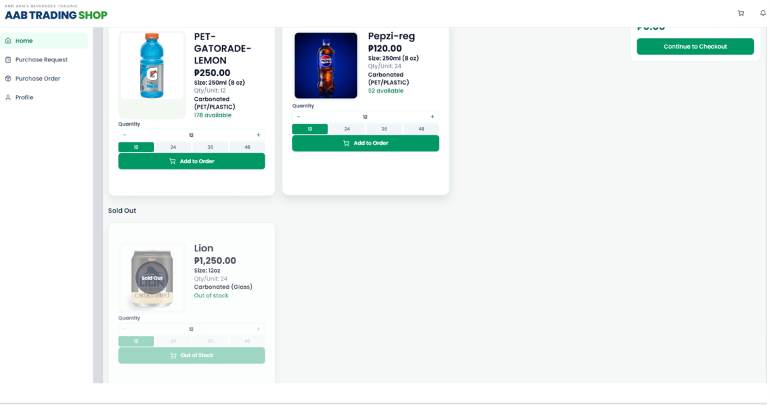 ANN ANN'S BEVERAGES TRADING
AAB TRADING SHOP
Home
Purchase Request
Purchase Order
Profile
PET-
GATORADE-
LEMON
₱250.00
Size: 250ml (8 oz)
Qty/Unit: 12
Carbonated
(PET/PLASTIC)
178 available
Quantity
- 12 +
12 24 36 48
Add to Order
Pepzi-reg
₱120.00
Size: 250ml (8 oz)
Qty/Unit: 24
Carbonated
(PET/PLASTIC)
52 available
Quantity
- 12 +
12 24 36 48
Add to Order
Continue to Checkout
Sold Out
Lion
₱1,250.00
Size: 12oz
Qty/Unit: 24
Carbonated (Glass)
Out of stock
Sold Out
LION
carbonated
Quantity
- 12 +
12 24 36 48
Out of Stock